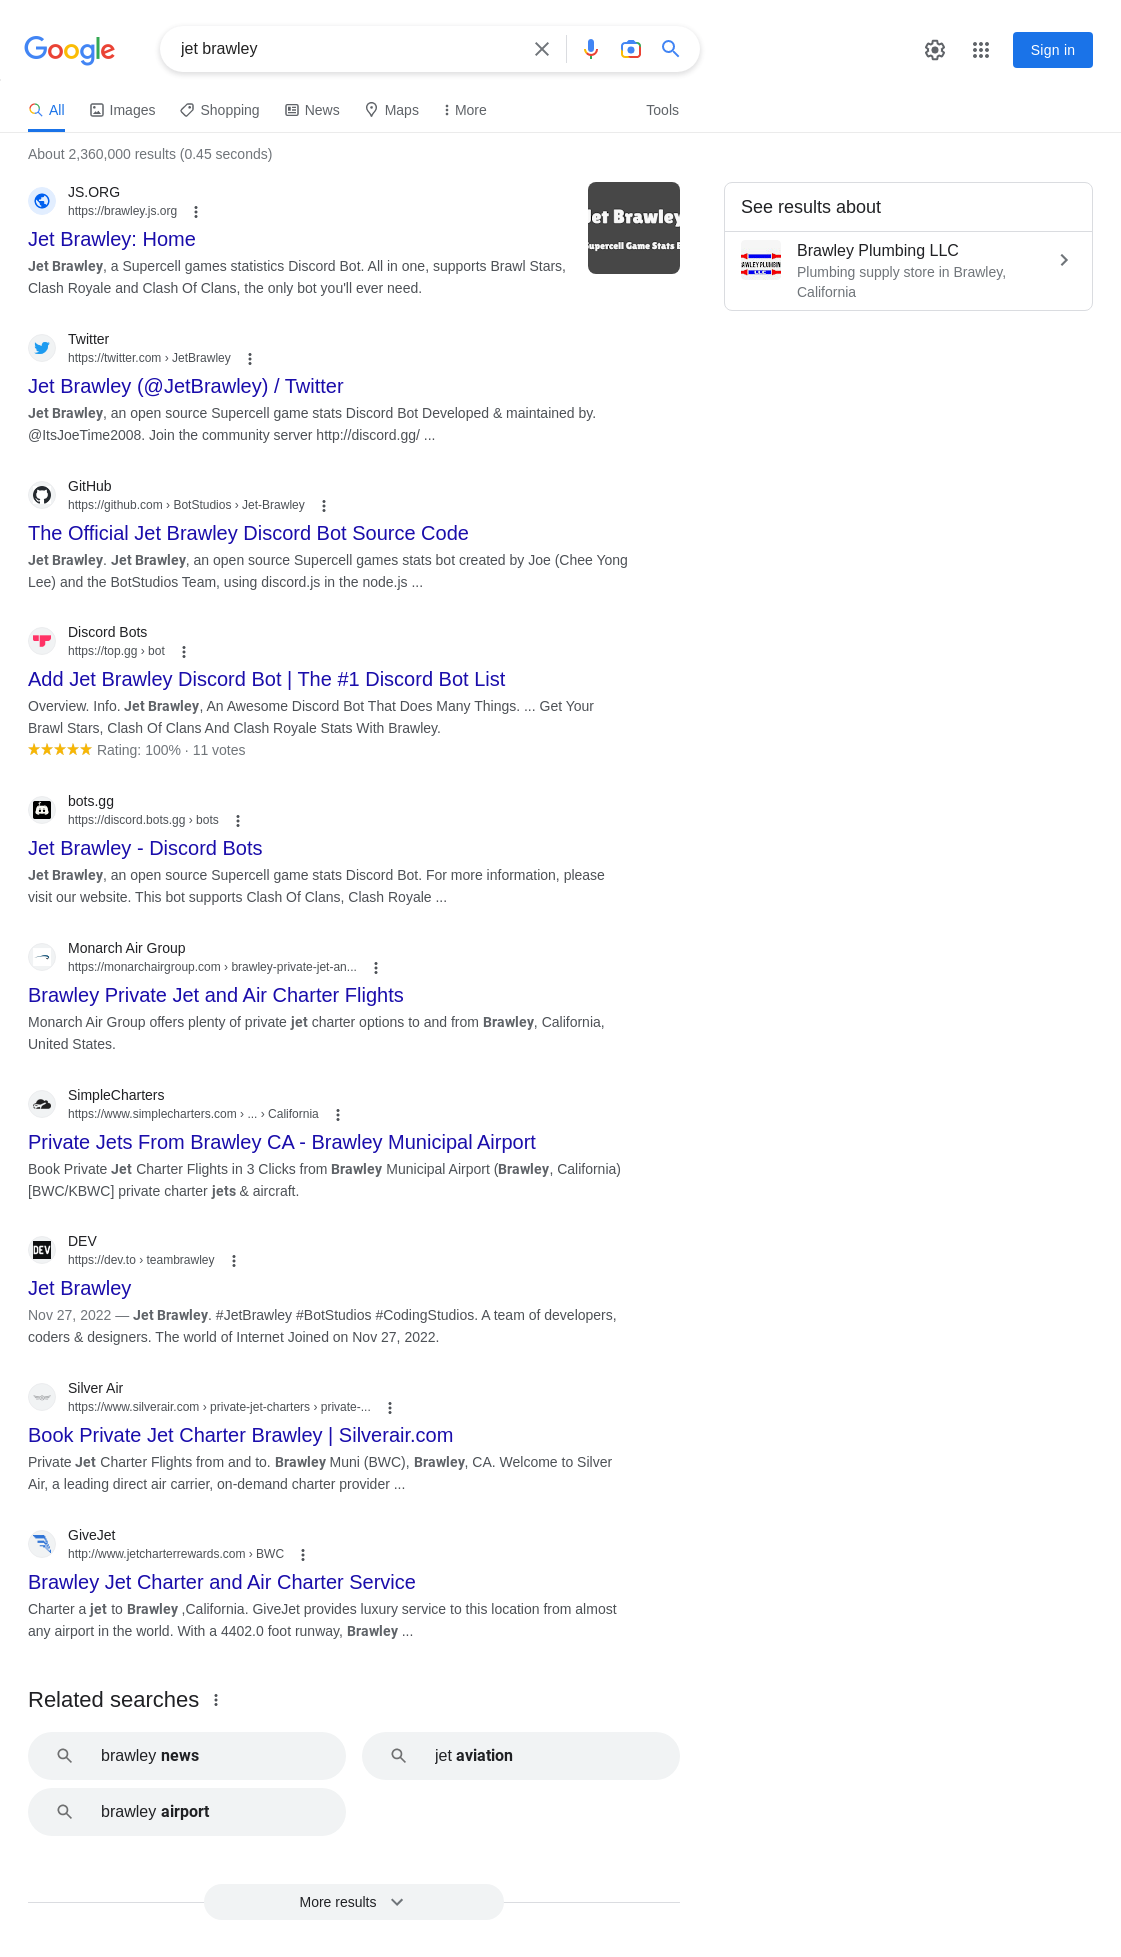 Google
jet brawley
Sign in
All Images Shopping News Maps More Tools
About 2,360,000 results (0.45 seconds)
JS.ORG
https://brawley.js.org
Jet Brawley: Home
Jet Brawley, a Supercell games statistics Discord Bot. All in one, supports Brawl Stars,
Clash Royale and Clash Of Clans, the only bot you'll ever need.
Jet Brawley
Supercell Game Stats B
See results about
Brawley Plumbing LLC
Plumbing supply store in Brawley,
California
AWLEY PLUMBIN
LLC
Twitter
https://twitter.com › JetBrawley
Jet Brawley (@JetBrawley) / Twitter
Jet Brawley, an open source Supercell game stats Discord Bot Developed & maintained by.
@ItsJoeTime2008. Join the community server http://discord.gg/ ...
GitHub
https://github.com › BotStudios › Jet-Brawley
The Official Jet Brawley Discord Bot Source Code
Jet Brawley. Jet Brawley, an open source Supercell games stats bot created by Joe (Chee Yong
Lee) and the BotStudios Team, using discord.js in the node.js ...
Discord Bots
https://top.gg › bot
Add Jet Brawley Discord Bot | The #1 Discord Bot List
Overview. Info. Jet Brawley, An Awesome Discord Bot That Does Many Things. ... Get Your
Brawl Stars, Clash Of Clans And Clash Royale Stats With Brawley.
Rating: 100% · 11 votes
bots.gg
https://discord.bots.gg › bots
Jet Brawley - Discord Bots
Jet Brawley, an open source Supercell game stats Discord Bot. For more information, please
visit our website. This bot supports Clash Of Clans, Clash Royale ...
Monarch Air Group
https://monarchairgroup.com › brawley-private-jet-an...
Brawley Private Jet and Air Charter Flights
Monarch Air Group offers plenty of private jet charter options to and from Brawley, California,
United States.
SimpleCharters
https://www.simplecharters.com › ... › California
Private Jets From Brawley CA - Brawley Municipal Airport
Book Private Jet Charter Flights in 3 Clicks from Brawley Municipal Airport (Brawley, California)
[BWC/KBWC] private charter jets & aircraft.
DEV
DEV
https://dev.to › teambrawley
Jet Brawley
Nov 27, 2022 — Jet Brawley. #JetBrawley #BotStudios #CodingStudios. A team of developers,
coders & designers. The world of Internet Joined on Nov 27, 2022.
Silver Air
https://www.silverair.com › private-jet-charters › private-...
Book Private Jet Charter Brawley | Silverair.com
Private Jet Charter Flights from and to. Brawley Muni (BWC), Brawley, CA. Welcome to Silver
Air, a leading direct air carrier, on-demand charter provider ...
GiveJet
http://www.jetcharterrewards.com › BWC
Brawley Jet Charter and Air Charter Service
Charter a jet to Brawley ,California. GiveJet provides luxury service to this location from almost
any airport in the world. With a 4402.0 foot runway, Brawley ...
Related searches
brawley news
jet aviation
brawley airport
More results